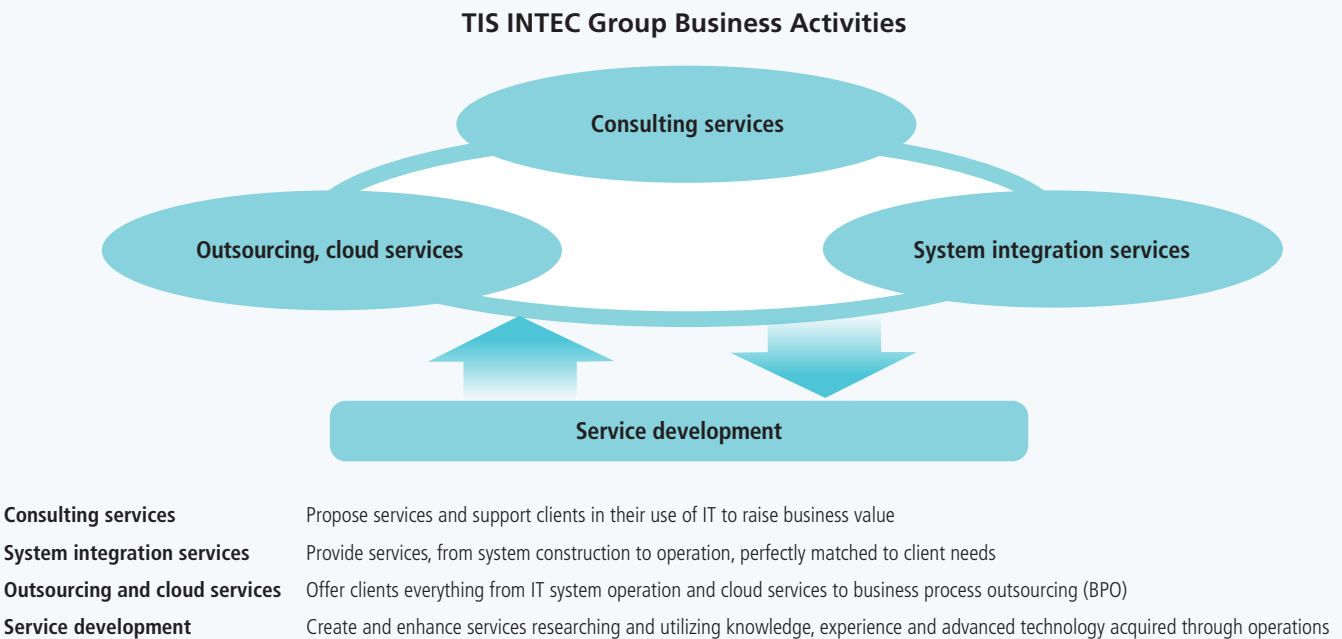 TIS INTEC Group Business Activities
Consulting services
Outsourcing, cloud services
System integration services
Service development
Consulting services Propose services and support clients in their use of IT to raise business value
System integration services Provide services, from system construction to operation, perfectly matched to client needs
Outsourcing and cloud services Offer clients everything from IT system operation and cloud services to business process outsourcing (BPO)
Service development Create and enhance services researching and utilizing knowledge, experience and advanced technology acquired through operations